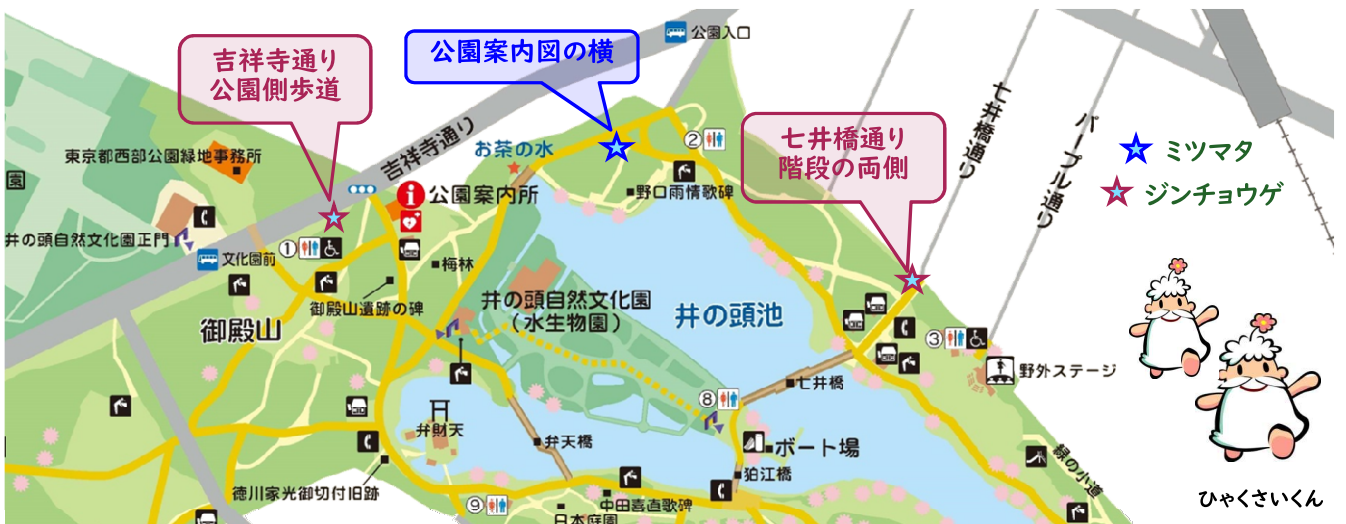 公園入口
吉祥寺通り
公園側歩道
公園案内図の横
七井橋通り
階段の両側
七井橋通り
パープル通り
ミツマタ
ジンチョウゲ
吉祥寺通り
お茶の水
東京都西部公園緑地事務所
園
公園案内所
②
野口雨情歌碑
井の頭自然文化園正門
文化園前
①
梅林
御殿山遺跡の碑
御殿山
井の頭自然文化園
(水生物園)
井の頭池
③
野外ステージ
七井橋
⑧
弁財天
弁天橋
ボート場
狛江橋
緑の小道
徳川家光御切付旧跡
⑨
中田喜直歌碑
日本庭園
ひゃくさいくん